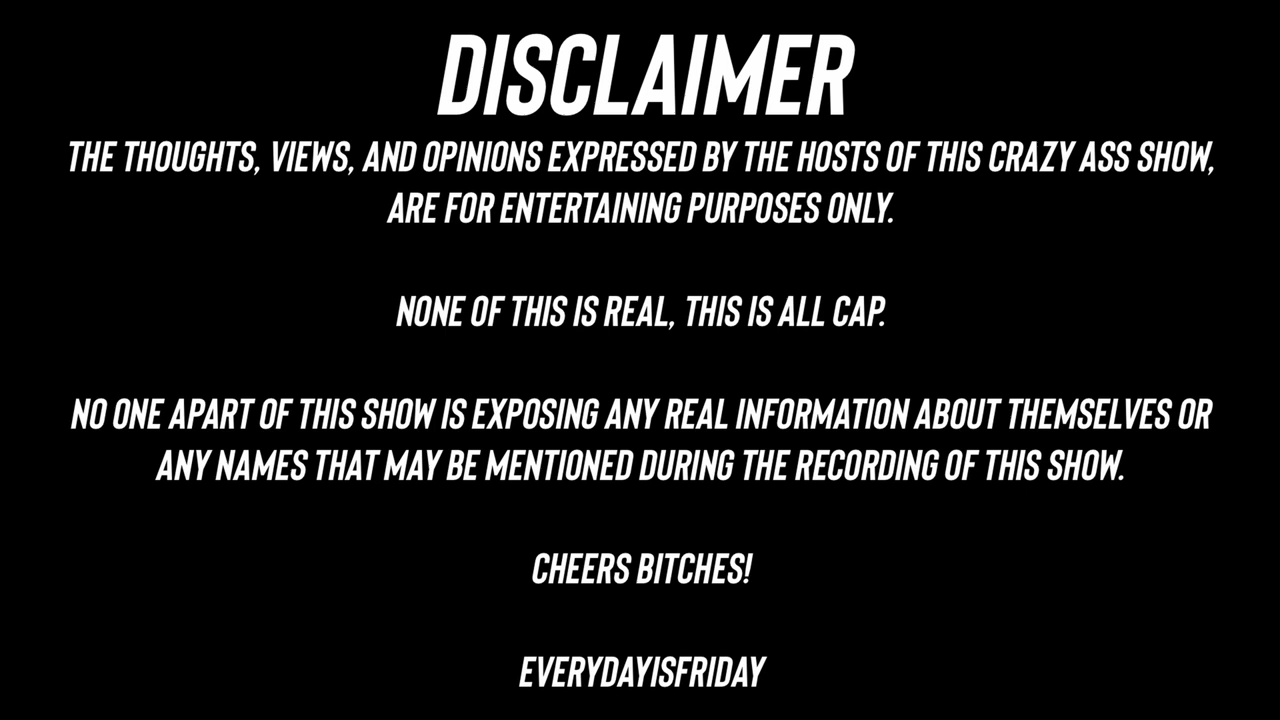 DISCLAIMER
THE THOUGHTS, VIEWS, AND OPINIONS EXPRESSED BY THE HOSTS OF THIS CRAZY ASS SHOW,
ARE FOR ENTERTAINING PURPOSES ONLY.
NONE OF THIS IS REAL, THIS IS ALL CAP.
NO ONE APART OF THIS SHOW IS EXPOSING ANY REAL INFORMATION ABOUT THEMSELVES OR
ANY NAMES THAT MAY BE MENTIONED DURING THE RECORDING OF THIS SHOW.
CHEERS BITCHES!
EVERYDAYISFRIDAY